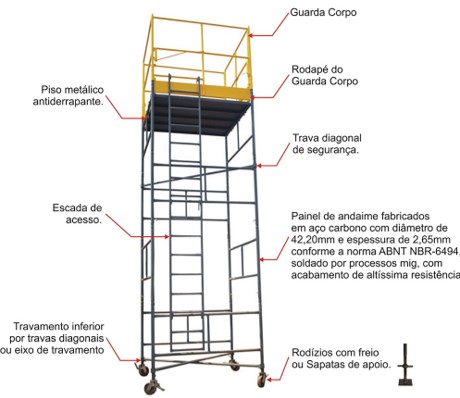 Guarda Corpo
Rodapé do
Guarda Corpo
Piso metálico
antiderrapante.
Trava diagonal
de segurança.
Escada de
acesso.
Painel de andaime fabricados
em aço carbono com diâmetro de
42,20mm e espessura de 2,65mm
conforme a norma ABNT NBR-6494,
soldado por processos mig, com
acabamento de altíssima resistência
Travamento inferior
por travas diagonais
ou eixo de travamento
Rodízios com freio
ou Sapatas de apoio.